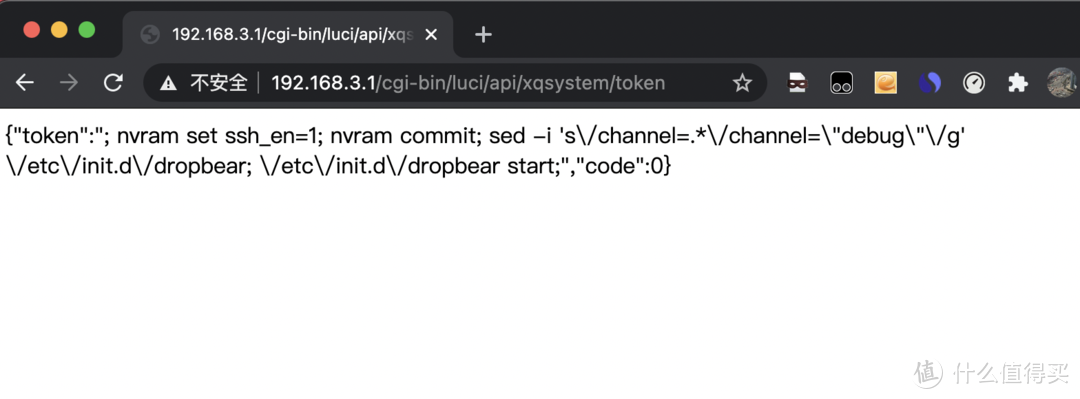 192.168.3.1/cgi-bin/luci/api/xqs
不安全
192.168.3.1/cgi-bin/luci/api/xqsystem/token
{"token":"; nvram set ssh_en=1; nvram commit; sed -i 's\/channel=.*\/channel=\"debug\"\/g'
\/etc\/init.d\/dropbear; \/etc\/init.d\/dropbear start;","code":0}
值 什么值得买